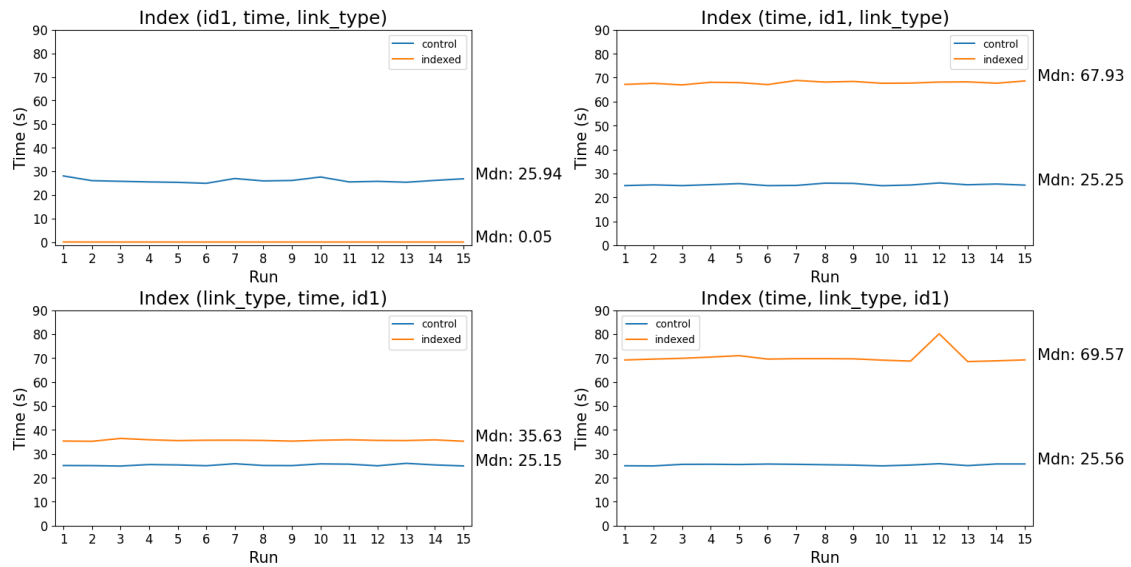 Index (id1, time, link_type)
90
80
70
60
50
40
30
20
10
0
Time (s)
control
indexed
Mdn: 25.94
Mdn: 0.05
1 2 3 4 5 6 7 8 9 10 11 12 13 14 15
Run
Index (time, id1, link_type)
90
80
70
60
50
40
30
20
10
0
Time (s)
control
indexed
Mdn: 67.93
Mdn: 25.25
1 2 3 4 5 6 7 8 9 10 11 12 13 14 15
Run
Index (link_type, time, id1)
90
80
70
60
50
40
30
20
10
0
Time (s)
control
indexed
Mdn: 35.63
Mdn: 25.15
1 2 3 4 5 6 7 8 9 10 11 12 13 14 15
Run
Index (time, link_type, id1)
90
80
70
60
50
40
30
20
10
0
Time (s)
control
indexed
Mdn: 69.57
Mdn: 25.56
1 2 3 4 5 6 7 8 9 10 11 12 13 14 15
Run